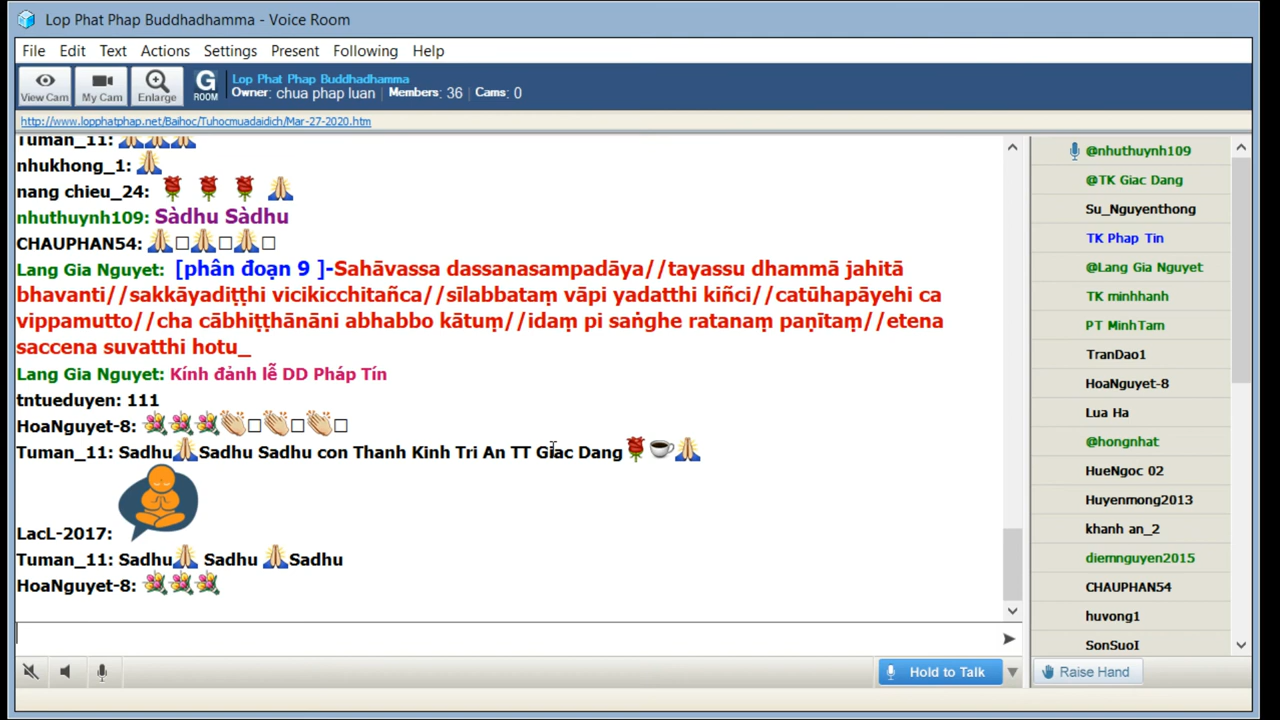 Lop Phat Phap Buddhadhamma - Voice Room
File Edit Text Actions Settings Present Following Help
View Cam My Cam Enlarge G ROOM Lop Phat Phap Buddhadhamma
Owner: chua phap luan Members: 36 Cams: 0
http://www.lopphatphap.net/Baihoc/Tuhocmuadaidich/Mar-27-2020.htm
Tuman_11: 🙏🙏🙏
nhukhong_1: 🙏
nang chieu_24: 🌹 🌹 🌹 🙏
nhuthuynh109: Sàdhu Sàdhu
CHAUPHAN54: 🙏□🙏□🙏□
Lang Gia Nguyet: [phân đoạn 9 ]-Sahāvassa dassanasampadāya//tayassu dhammā jahitā
bhavanti//sakkāyadiṭṭhi vicikicchitañca//sīlabbataṃ vāpi yadatthi kiñci//catūhapāyehi ca
vippamutto//cha cābhiṭṭhānāni abhabbo kātuṃ//idaṃ pi saṅghe ratanaṃ paṇītaṃ//etena
saccena suvatthi hotu_
Lang Gia Nguyet: Kính đảnh lễ DD Pháp Tín
tntueduyen: 111
HoaNguyet-8: 💐💐💐👏□👏□👏□
Tuman_11: Sadhu🙏Sadhu Sadhu con Thanh Kinh Tri An TT Giac Dang🌹☕🙏
LacL-2017:
Tuman_11: Sadhu🙏 Sadhu 🙏Sadhu
HoaNguyet-8: 💐💐💐
@nhuthuynh109
@TK Giac Dang
Su_Nguyenthong
TK Phap Tin
@Lang Gia Nguyet
TK minhhanh
PT MinhTam
TranDao1
HoaNguyet-8
Lua Ha
@hongnhat
HueNgoc 02
Huyenmong2013
khanh an_2
diemnguyen2015
CHAUPHAN54
huvong1
SonSuoI
Hold to Talk
Raise Hand